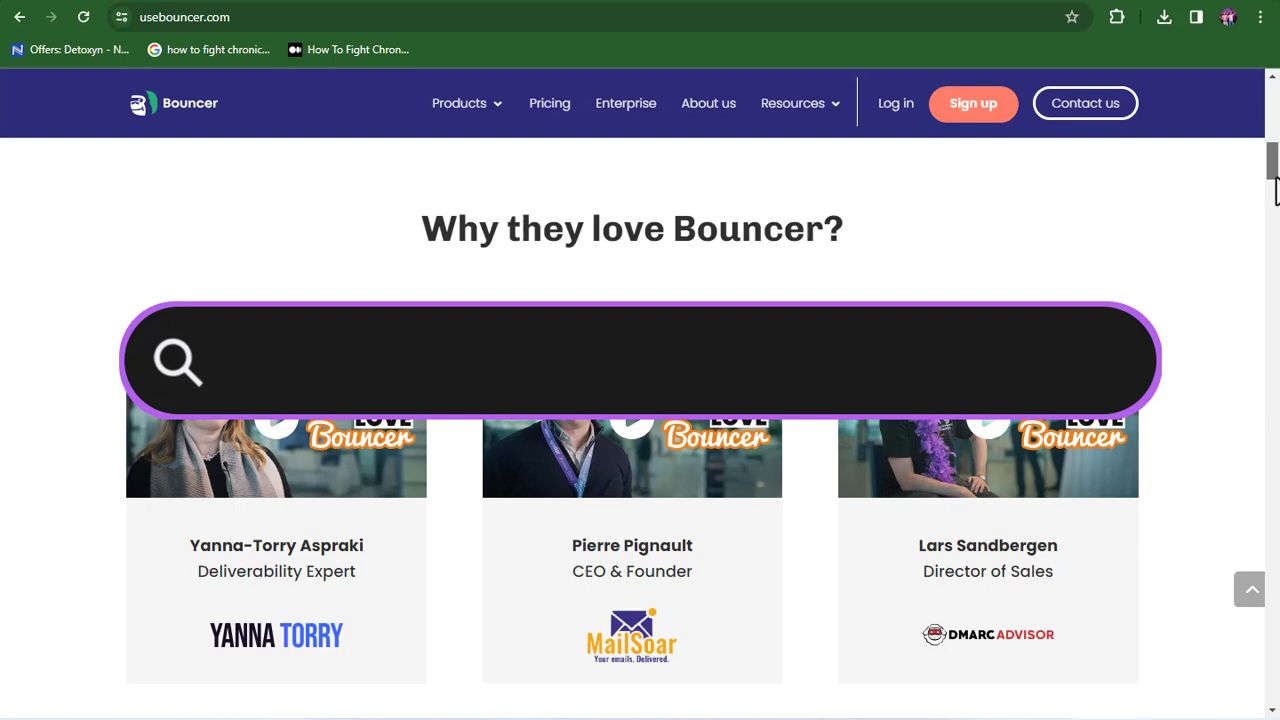 usebouncer.com
Offers: Detoxyn - N...
how to fight chronic...
How To Fight Chron...
Bouncer
Products
Pricing
Enterprise
About us
Resources
Log in
Sign up
Contact us
Why they love Bouncer?
Bouncer
Bouncer
Bouncer
Yanna-Torry Aspraki
Deliverability Expert
YANNA TORRY
Pierre Pignault
CEO & Founder
MailSoar
Your emails. Delivered.
Lars Sandbergen
Director of Sales
DMARC ADVISOR